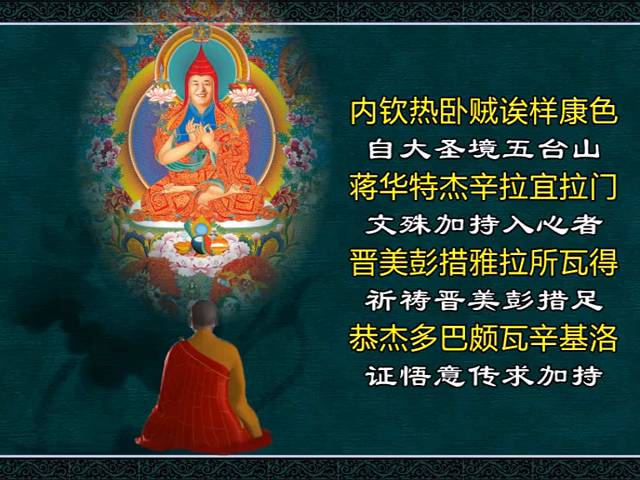 内钦热卧贼诶样康色
自大圣境五台山
蒋华特杰辛拉宜拉门
文殊加持入心者
晋美彭措雅拉所瓦得
祈祷晋美彭措足
恭杰多巴颇瓦辛基洛
证悟意传求加持